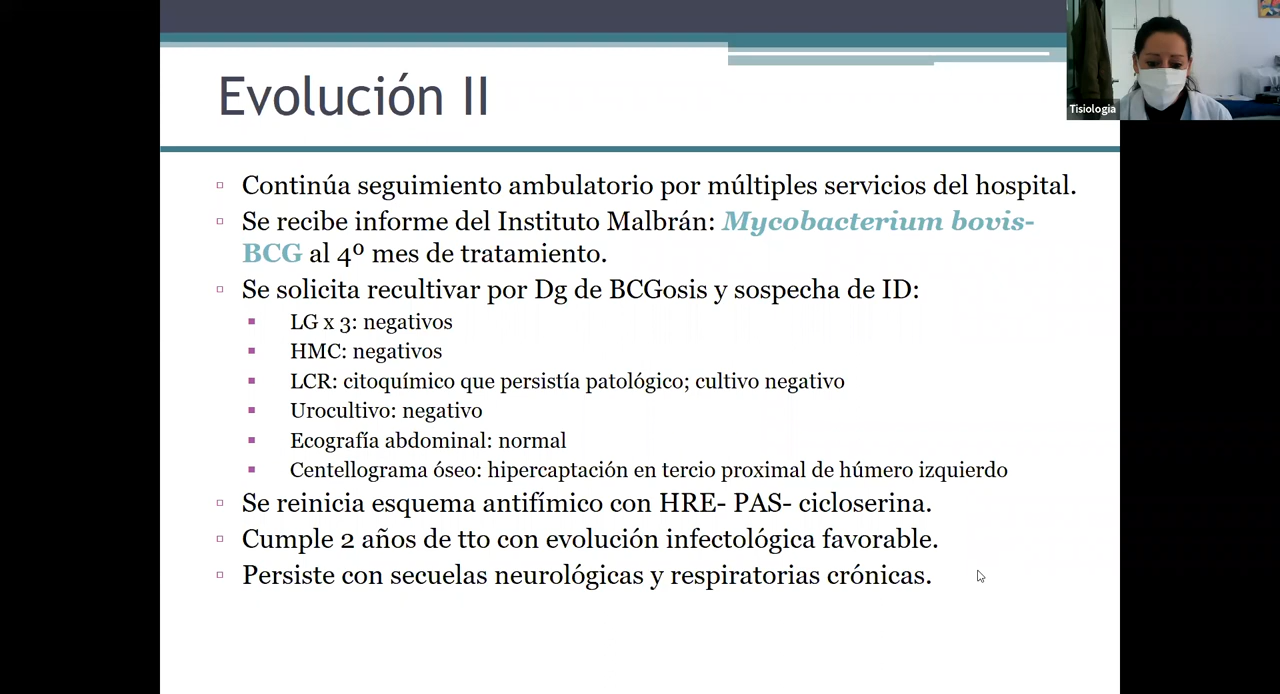 Evolución II
Tisiologia
Continúa seguimiento ambulatorio por múltiples servicios del hospital.
Se recibe informe del Instituto Malbrán: Mycobacterium bovis-
BCG al 4º mes de tratamiento.
Se solicita recultivar por Dg de BCGosis y sospecha de ID:
LG x 3: negativos
HMC: negativos
LCR: citoquímico que persistía patológico; cultivo negativo
Urocultivo: negativo
Ecografía abdominal: normal
Centellograma óseo: hipercaptación en tercio proximal de húmero izquierdo
Se reinicia esquema antifímico con HRE- PAS- cicloserina.
Cumple 2 años de tto con evolución infectológica favorable.
Persiste con secuelas neurológicas y respiratorias crónicas.